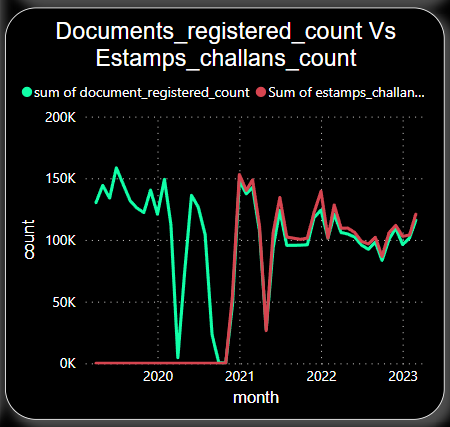 Documents_registered_count Vs
Estamps_challans_count
sum of document_registered_count Sum of estamps_challan...
200K
150K
100K
50K
0K
count
2020 2021 2022 2023
month